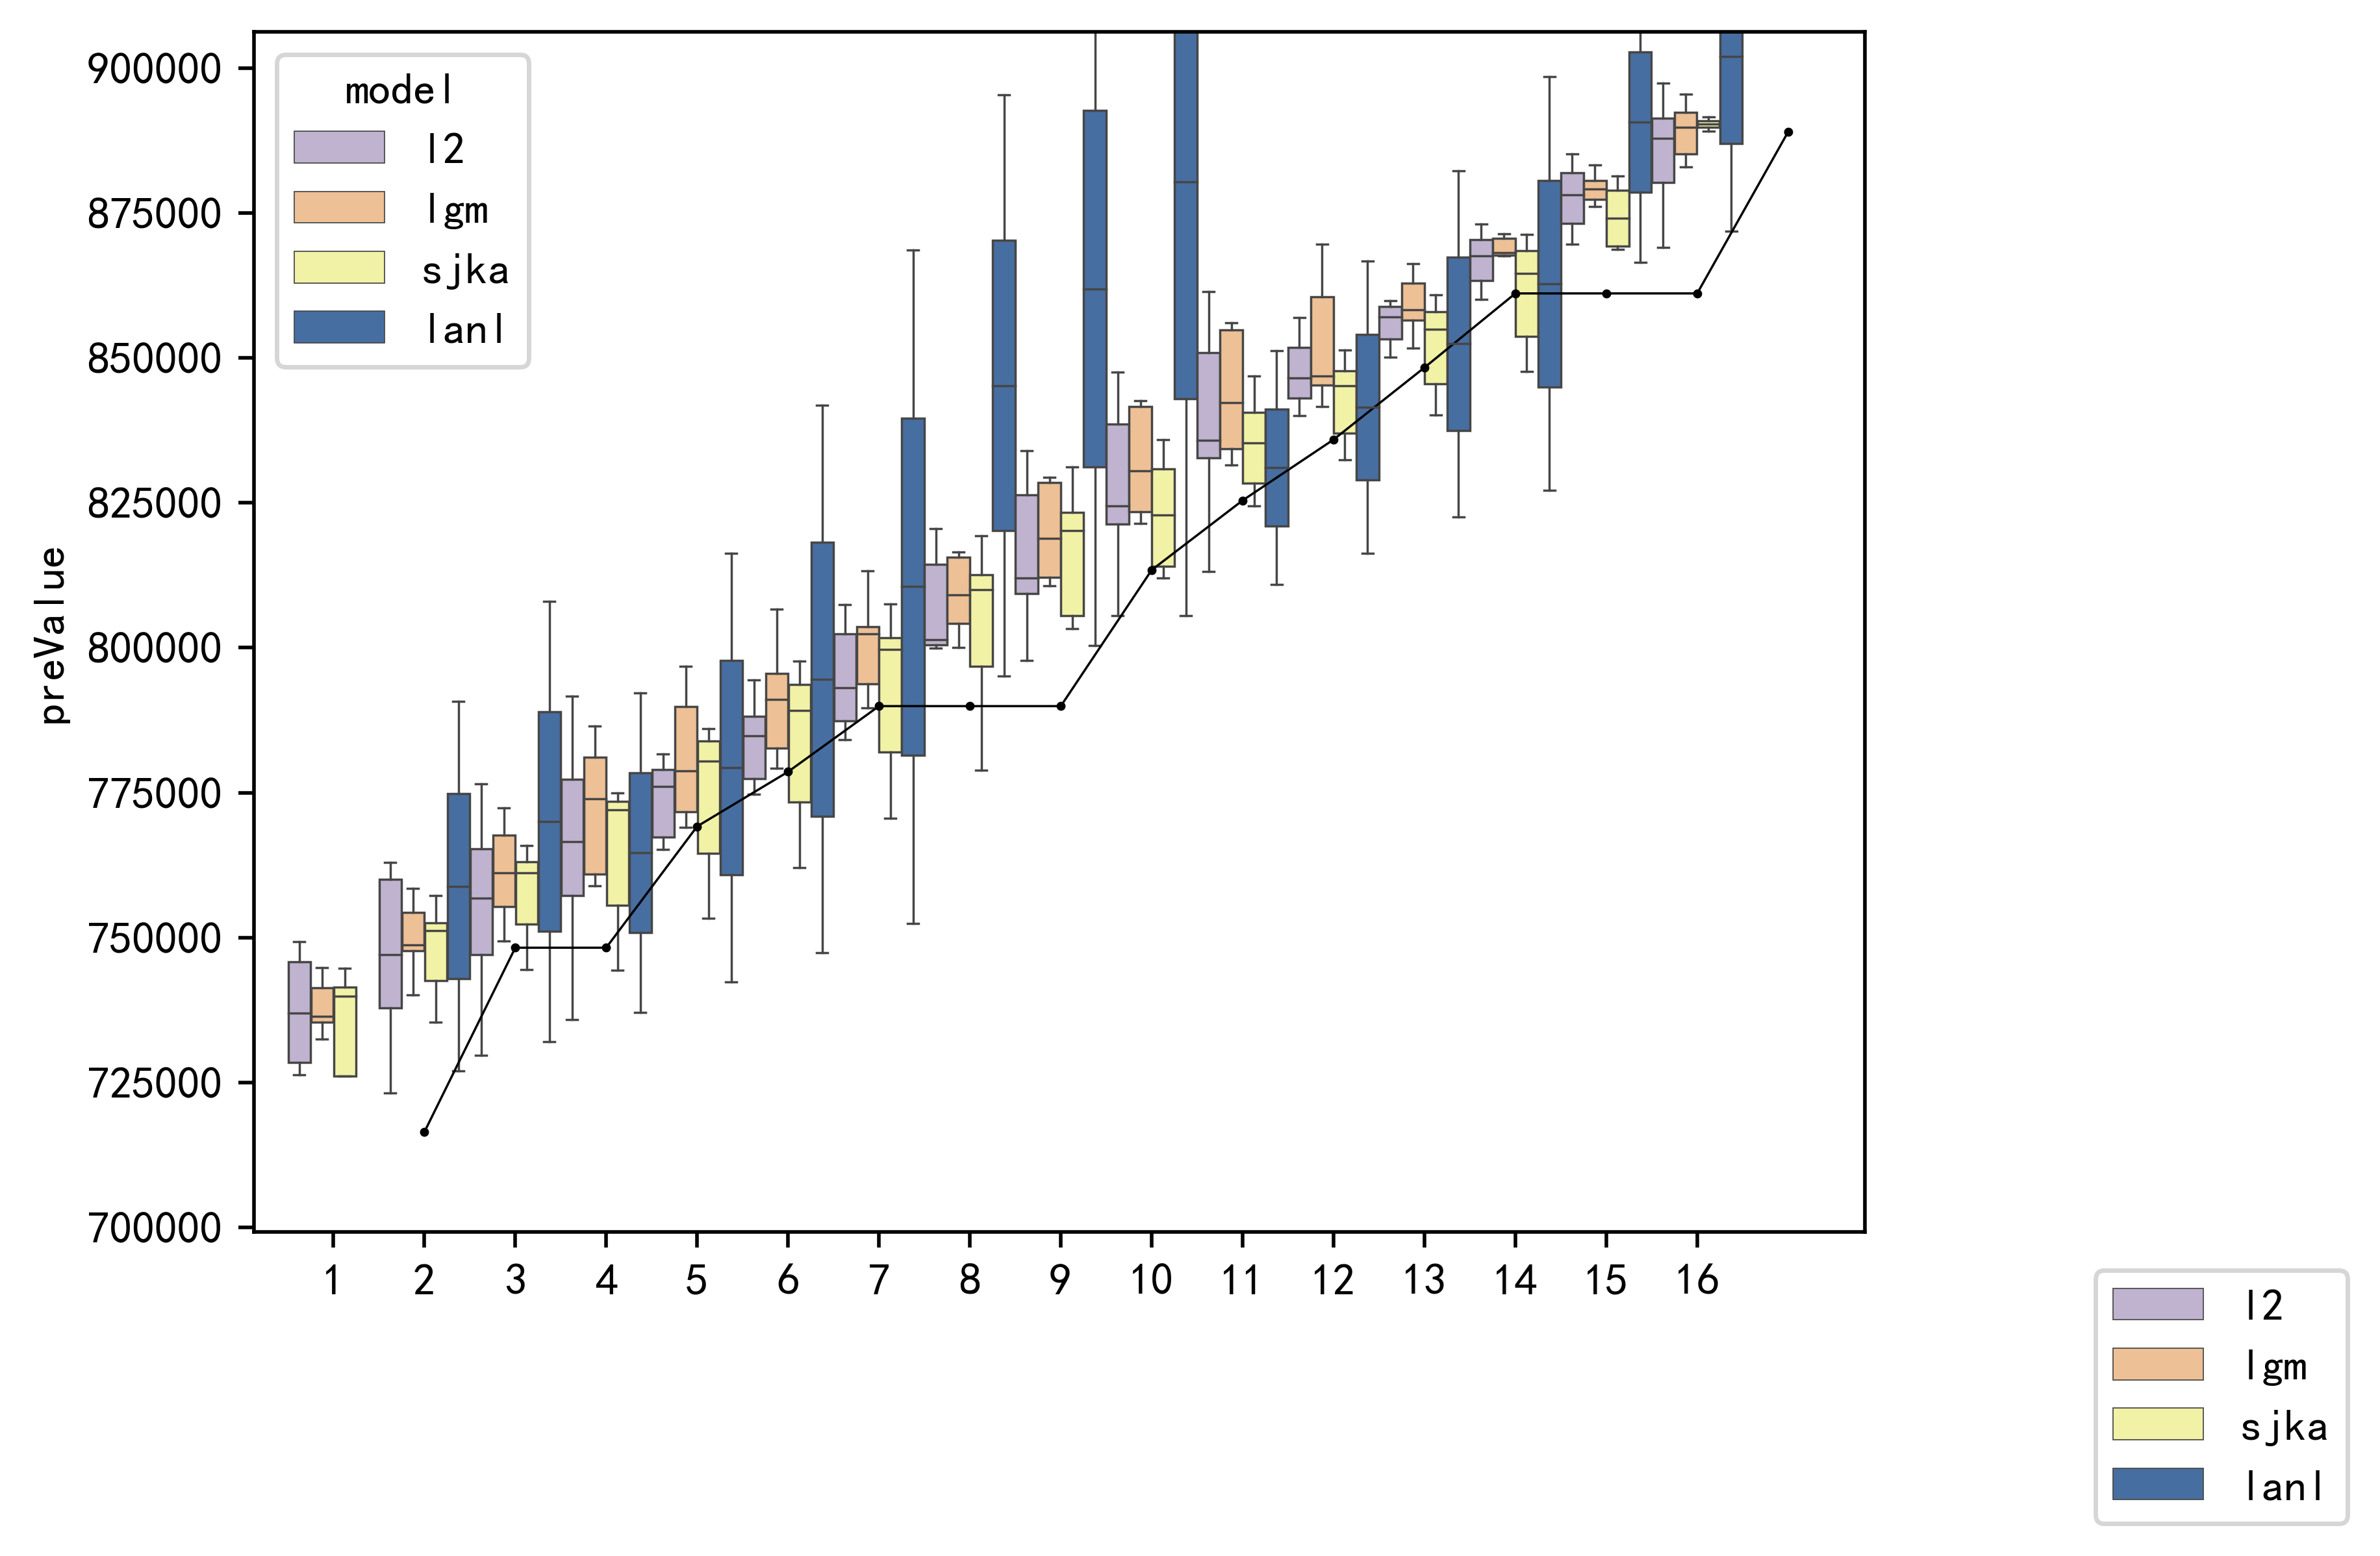 preValue
900000
875000
850000
825000
800000
775000
750000
725000
700000
model
l2
lgm
sjka
lanl
1 2 3 4 5 6 7 8 9 10 11 12 13 14 15 16
l2
lgm
sjka
lanl